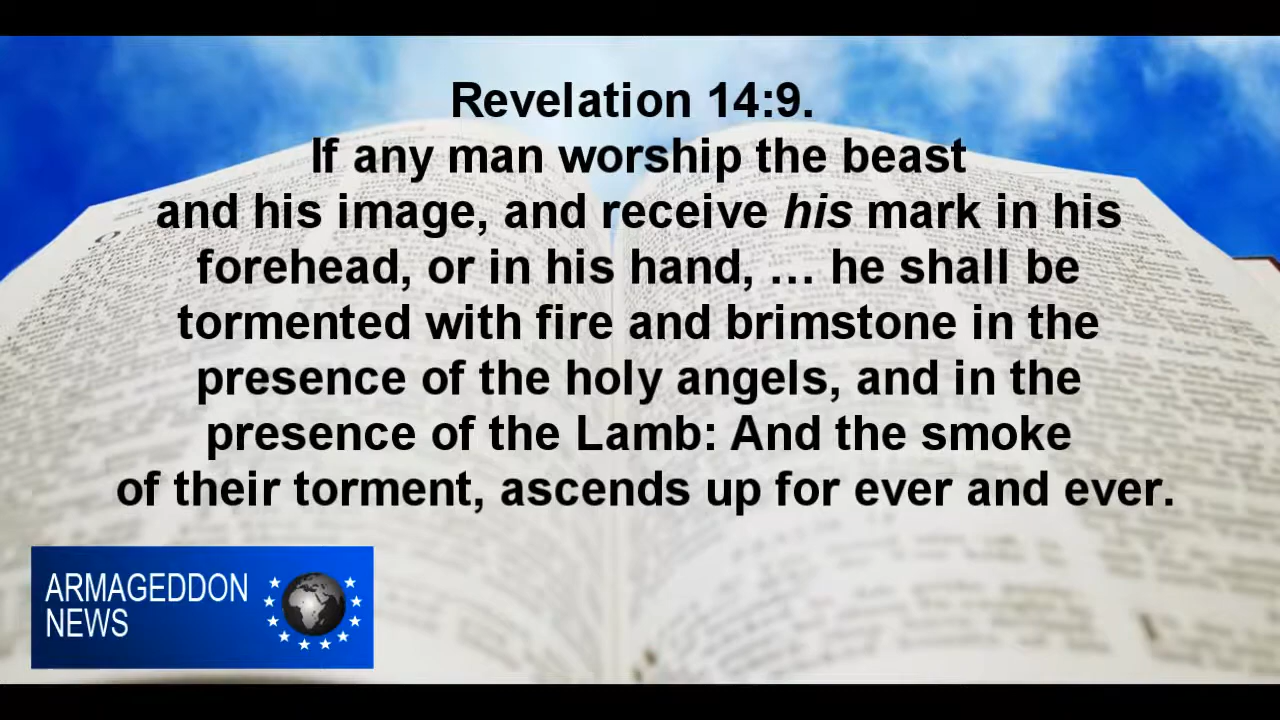 Revelation 14:9.
If any man worship the beast
and his image, and receive his mark in his
forehead, or in his hand, … he shall be
tormented with fire and brimstone in the
presence of the holy angels, and in the
presence of the Lamb: And the smoke
of their torment, ascends up for ever and ever.
ARMAGEDDON
NEWS